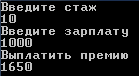 Введите стаж
10
Введите зарплату
1000
Выплатить премию
1650